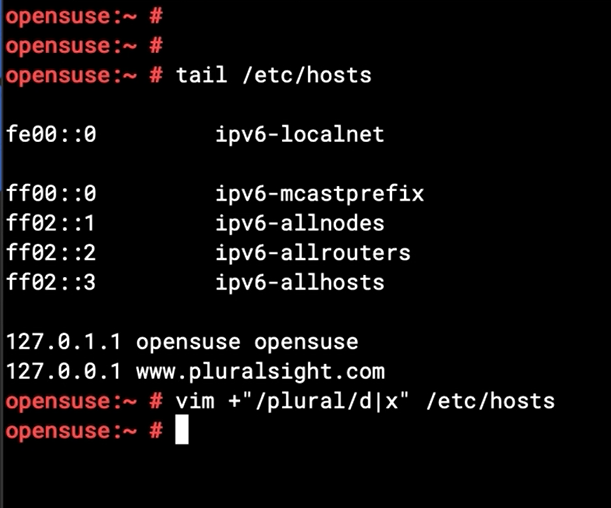 opensuse:~ #
opensuse:~ #
opensuse:~ # tail /etc/hosts
fe00::0 ipv6-localnet
ff00::0 ipv6-mcastprefix
ff02::1 ipv6-allnodes
ff02::2 ipv6-allrouters
ff02::3 ipv6-allhosts
127.0.1.1 opensuse opensuse
127.0.0.1 www.pluralsight.com
opensuse:~ # vim +"/plural/d|x" /etc/hosts
opensuse:~ #